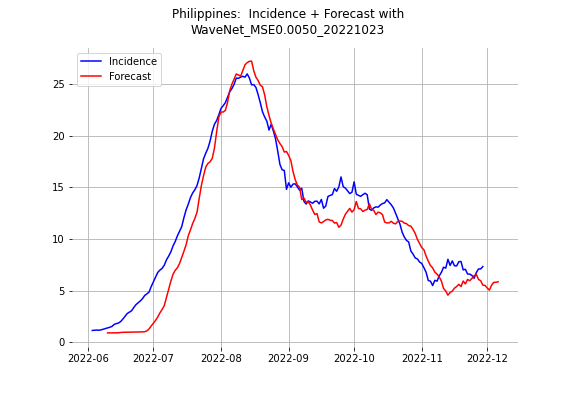 Philippines:  Incidence + Forecast with
WaveNet_MSE0.0050_20221023
Incidence
Forecast
25
20
15
10
5
0
2022-06 2022-07 2022-08 2022-09 2022-10 2022-11 2022-12